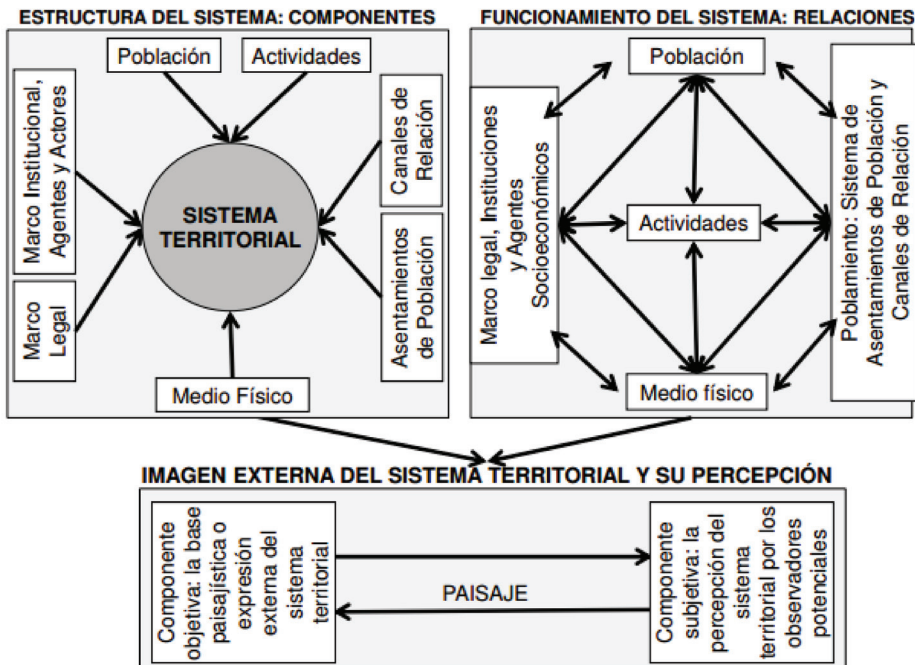 ESTRUCTURA DEL SISTEMA: COMPONENTES
Población
Actividades
Marco Institucional,
Agentes y Actores
Marco
Legal
SISTEMA
TERRITORIAL
Canales de
Relación
Asentamientos
de Población
Medio Físico
FUNCIONAMIENTO DEL SISTEMA: RELACIONES
Población
Marco legal, Instituciones
y Agentes
Socioeconómicos
Actividades
Poblamiento: Sistema de
Asentamientos de Población y
Canales de Relación
Medio físico
IMAGEN EXTERNA DEL SISTEMA TERRITORIAL Y SU PERCEPCIÓN
Componente
objetiva: la base
paisajística o
expresión
externa del
sistema
territorial
PAISAJE
Componente
subjetiva: la
percepción del
sistema
territorial por los
observadores
potenciales